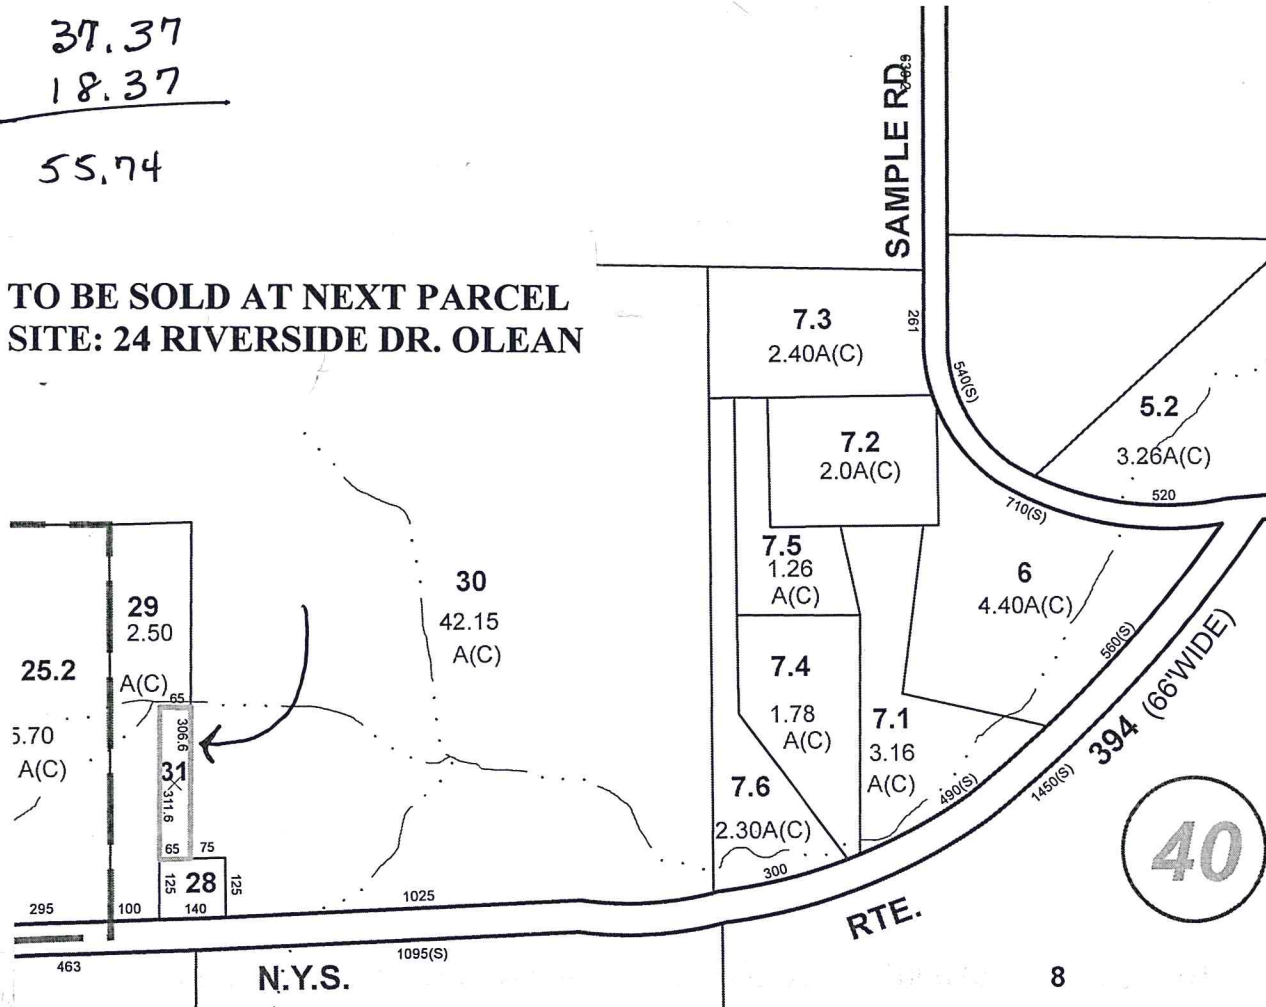 37.37
18.37
55.74
TO BE SOLD AT NEXT PARCEL
SITE: 24 RIVERSIDE DR. OLEAN
SAMPLE RD.
261
540(S)
7.3
2.40A(C)
7.2
2.0A(C)
5.2
3.26A(C)
520
710(S)
7.5
1.26
A(C)
6
4.40A(C)
560(S)
29
2.50
A(C)
30
42.15
A(C)
25.2
A(C)
7.4
1.78
A(C)
7.1
3.16
A(C)
394 (66'WIDE)
490(S)
1450(S)
65
306.6
31
311.6
65
75
7.6
2.30A(C)
300
40
125
28
125
295
100
140
1025
RTE.
463
1095(S)
N.Y.S.
8